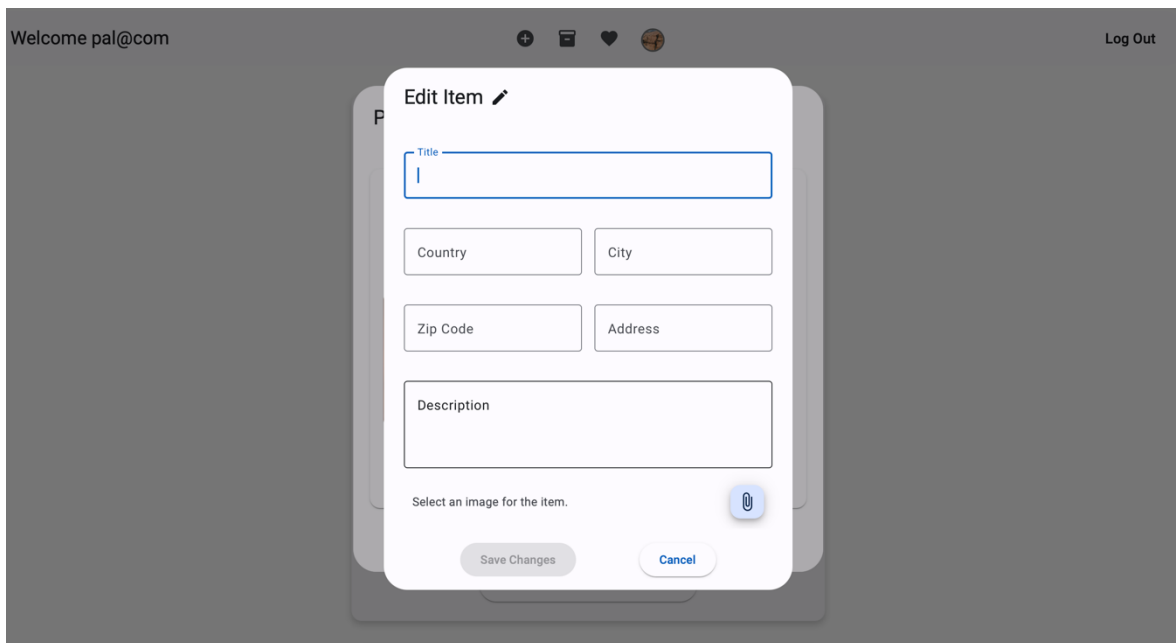 Welcome pal@com
Log Out
Edit Item
P
Title
Country
City
Zip Code
Address
Description
Select an image for the item.
Save Changes
Cancel